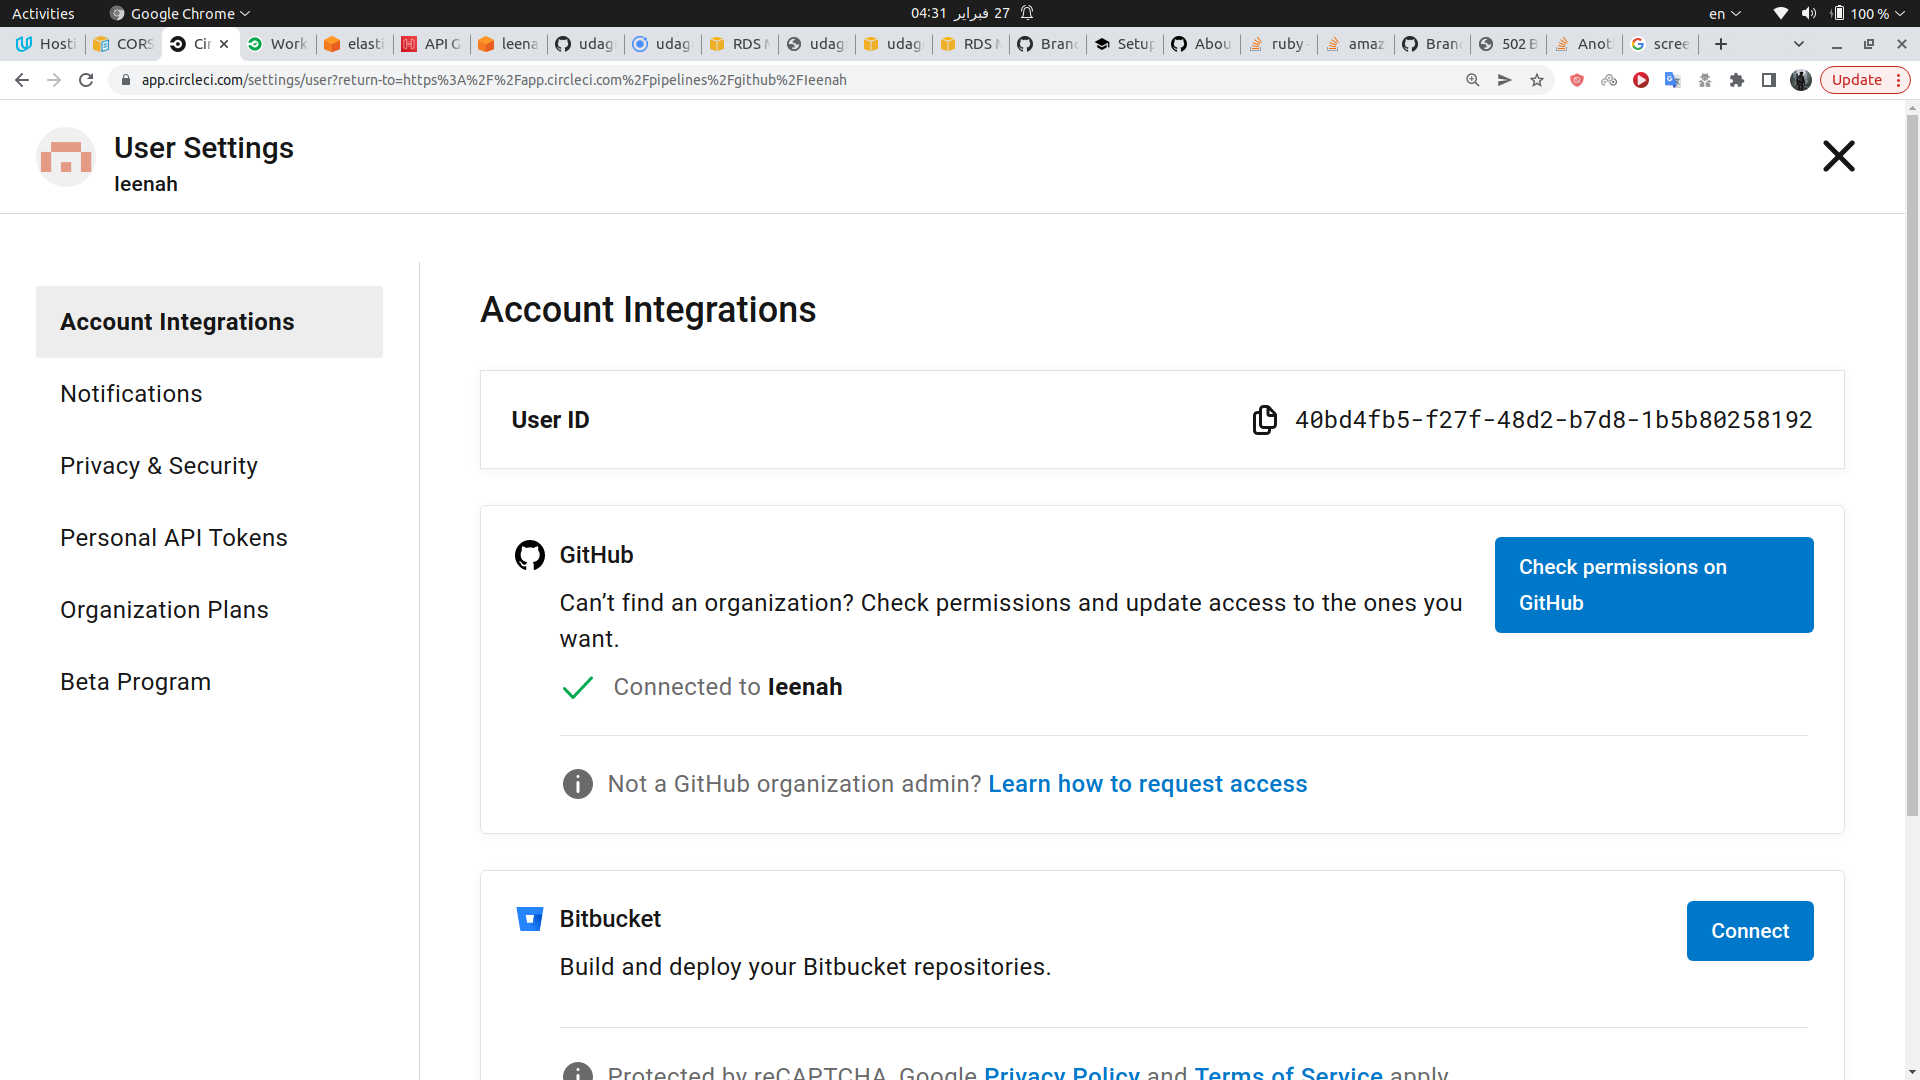 Activities
Google Chrome
04:31 27 فبراير
en
100 %
Hosti
CORS
Cir
Work
elasti
API G
leena
udag
udag
RDS
udag
udag
RDS
Branc
Setup
Abou
ruby
amaz
Bran
502 B
Anot
scree
app.circleci.com/settings/user?return-to=https%3A%2F%2Fapp.circleci.com%2Fpipelines%2Fgithub%2FIeenah
Update
User Settings
Ieenah
Account Integrations
Notifications
Privacy & Security
Personal API Tokens
Organization Plans
Beta Program
Account Integrations
User ID
40bd4fb5-f27f-48d2-b7d8-1b5b80258192
GitHub
Can’t find an organization? Check permissions and update access to the ones you
want.
Check permissions on
GitHub
Connected to Ieenah
Not a GitHub organization admin? Learn how to request access
Bitbucket
Build and deploy your Bitbucket repositories.
Connect
Protected by reCAPTCHA. Google Privacy Policy and Terms of Service apply